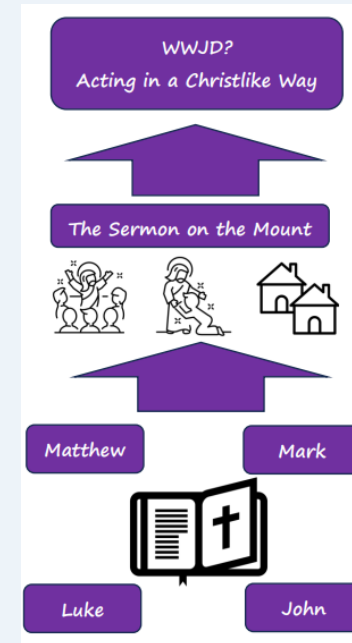 WWJD?
Acting in a Christlike Way
The Sermon on the Mount
Matthew
Mark
Luke
John